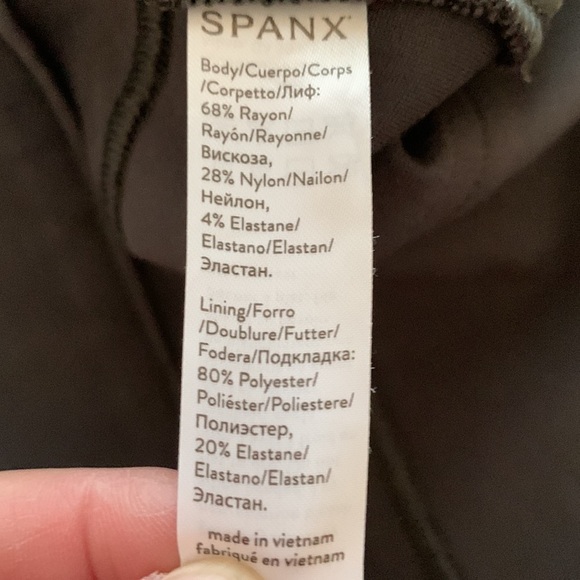 SPANX
Body/Cuerpo/Corps
/Corpetto/Лиф:
68% Rayon/
Rayón/Rayonne/
Вискоза,
28% Nylon/Nailon/
Нейлон,
4% Elastane/
Elastano/Elastan/
Эластан.
Lining/Forro
/Doublure/Futter/
Fodera/Подкладка:
80% Polyester/
Poliéster/Poliestere/
Полиэстер,
20% Elastane/
Elastano/Elastan/
Эластан.
made in vietnam
fabriqué en vietnam